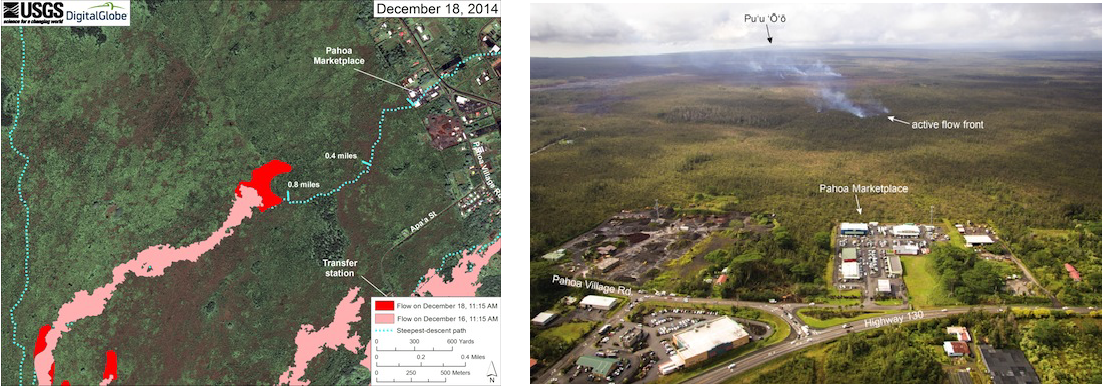 USGS
science for a changing world
DigitalGlobe
December 18, 2014
Pahoa
Marketplace
0.4 miles
0.8 miles
Pahoa Village Rd
Apa'a St
Transfer
station
Flow on December 18, 11:15 AM
Flow on December 16, 11:15 AM
Steepest-descent path
0 300 600 Yards
0 0.2 0.4 Miles
0 250 500 Meters
N
Pu'u 'Ō'ō
active flow front
Pahoa Marketplace
Pahoa Village Rd
Highway 130